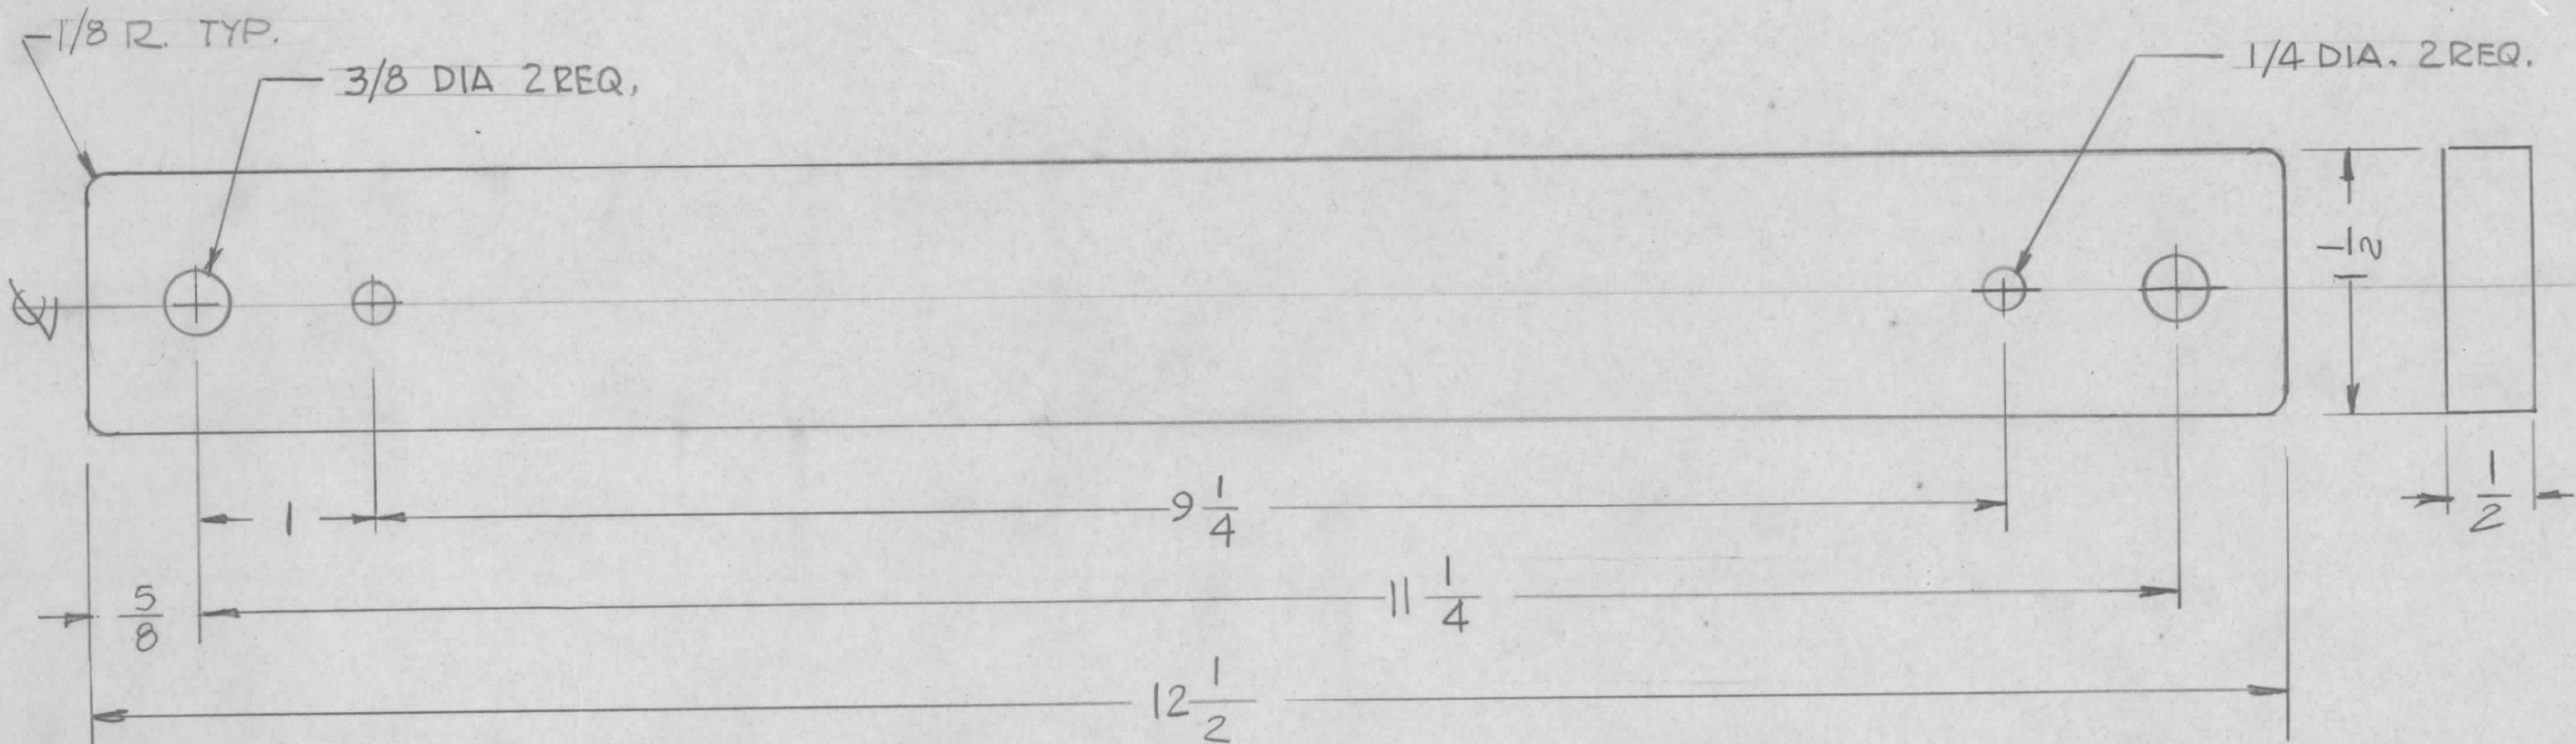 1/8 R. TYP.
3/8 DIA 2 REQ.
1/4 DIA. 2 REQ.
℄
1 1/2
1
9 1/4
1/2
5/8
11 1/4
12 1/2